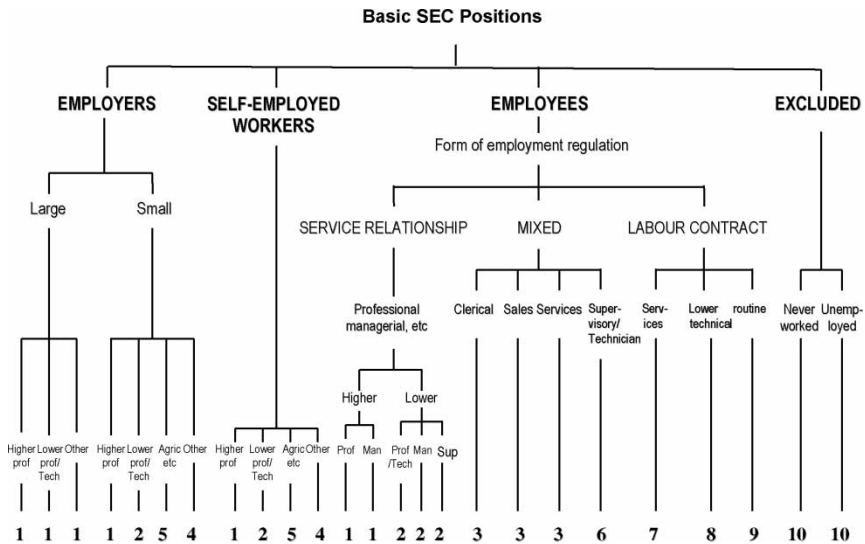 Basic SEC Positions
EMPLOYERS
SELF-EMPLOYED
WORKERS
EMPLOYEES
EXCLUDED
Form of employment regulation
Large
Small
SERVICE RELATIONSHIP
MIXED
LABOUR CONTRACT
Professional
managerial, etc
Clerical
Sales
Services
Super-
visory/
Technician
Serv-
ices
Lower
technical
routine
Never
worked
Unemp-
loyed
Higher
Lower
Higher
prof
Lower
prof/
Tech
Other
Higher
prof
Lower
prof/
Tech
Agric
etc
Other
Higher
prof
Lower
prof/
Tech
Agric
etc
Other
Prof
Man
Prof
/Tech
Man
Sup
1 1 1 1 2 5 4 1 2 5 4 1 1 2 2 2 3 3 3 6 7 8 9 10 10